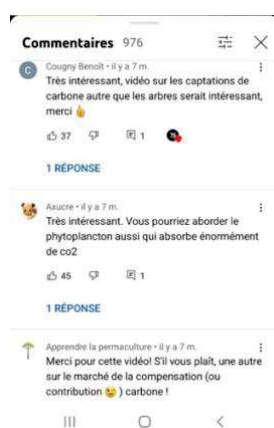 Commentaires 976
C
Cougny Benoît • il y a 7 m.
Très intéressant, vidéo sur les captations de
carbone autre que les arbres serait intéressant,
merci 👍
37 1
1 RÉPONSE
Axucre • il y a 7 m.
Très intéressant. Vous pourriez aborder le
phytoplancton aussi qui absorbe énormément
de co2
45 1
1 RÉPONSE
Apprendre la permaculture • il y a 7 m.
Merci pour cette vidéo! S'il vous plaît, une autre
sur le marché de la compensation (ou
contribution 😉 ) carbone !